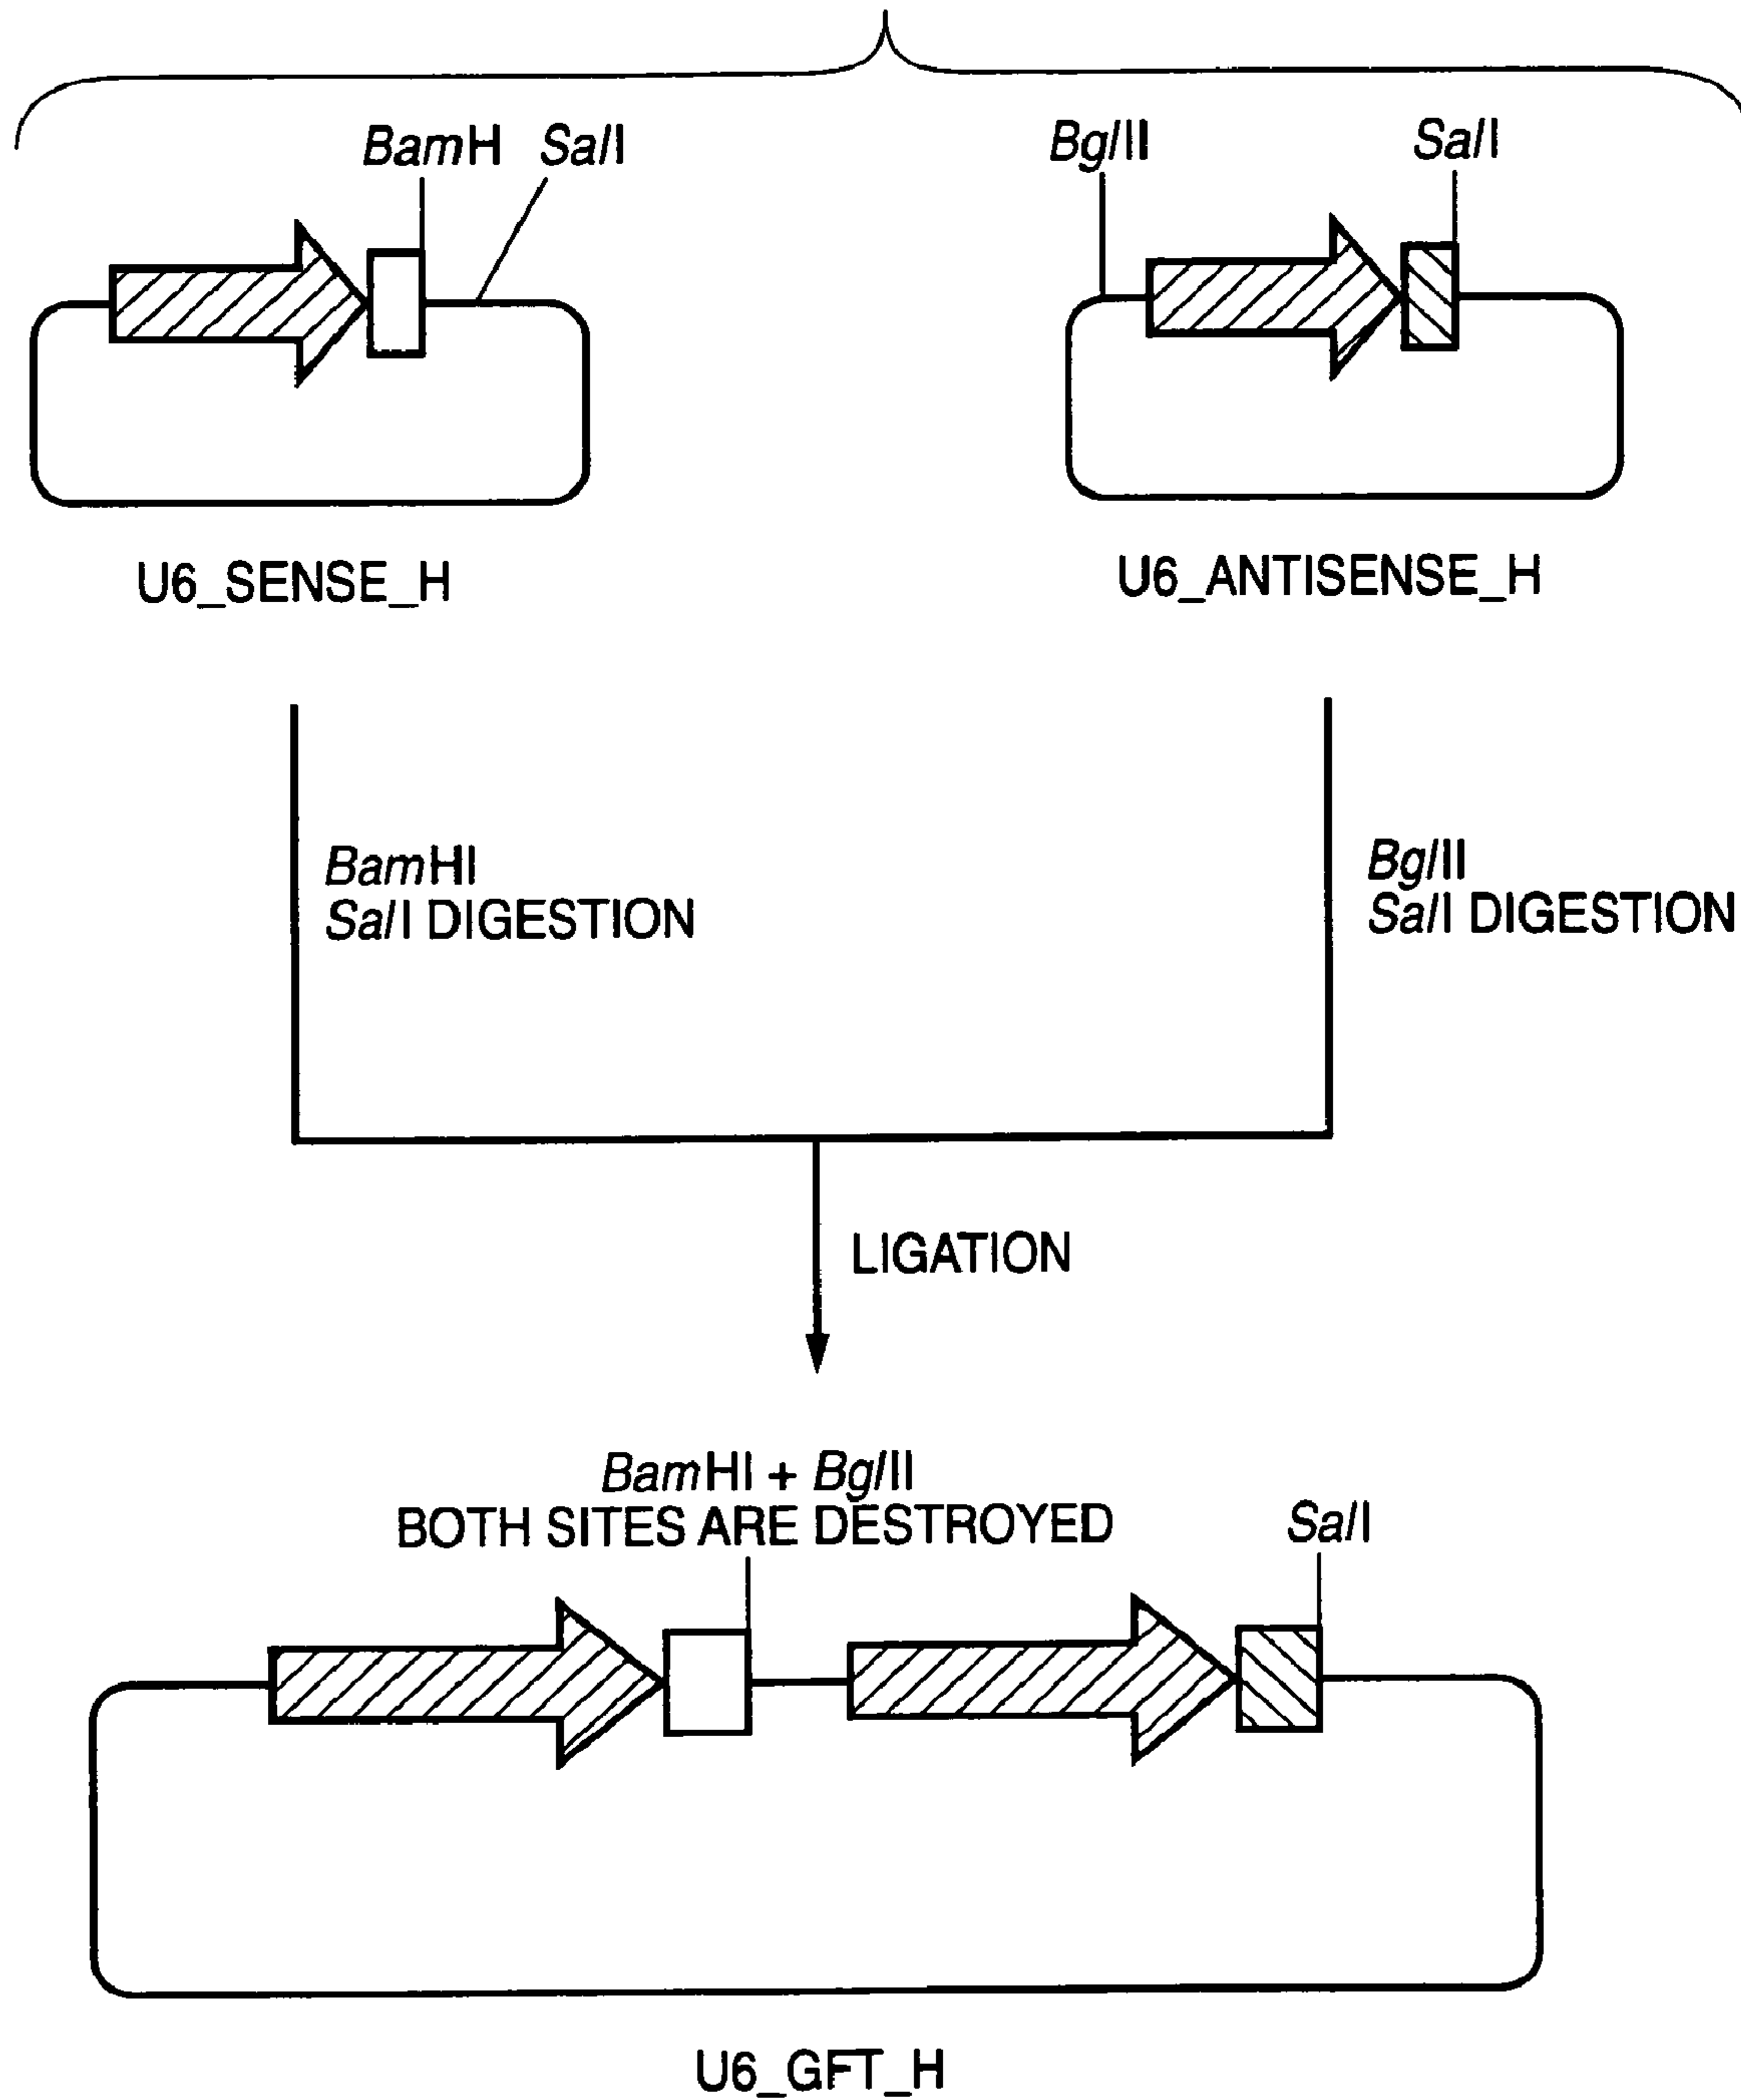 BamH SalI
BglII
SalI
U6_SENSE_H
U6_ANTISENSE_H
BamHI
SalI DIGESTION
BglII
SalI DIGESTION
LIGATION
BamHI + BglII
BOTH SITES ARE DESTROYED
SalI
U6_GFT_H